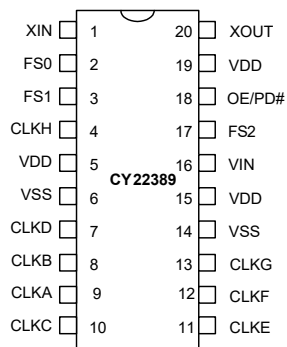 XIN 1 20 XOUT
FS0 2 19 VDD
FS1 3 18 OE/PD#
CLKH 4 17 FS2
VDD 5 16 VIN
CY22389
VSS 6 15 VDD
CLKD 7 14 VSS
CLKB 8 13 CLKG
CLKA 9 12 CLKF
CLKC 10 11 CLKE